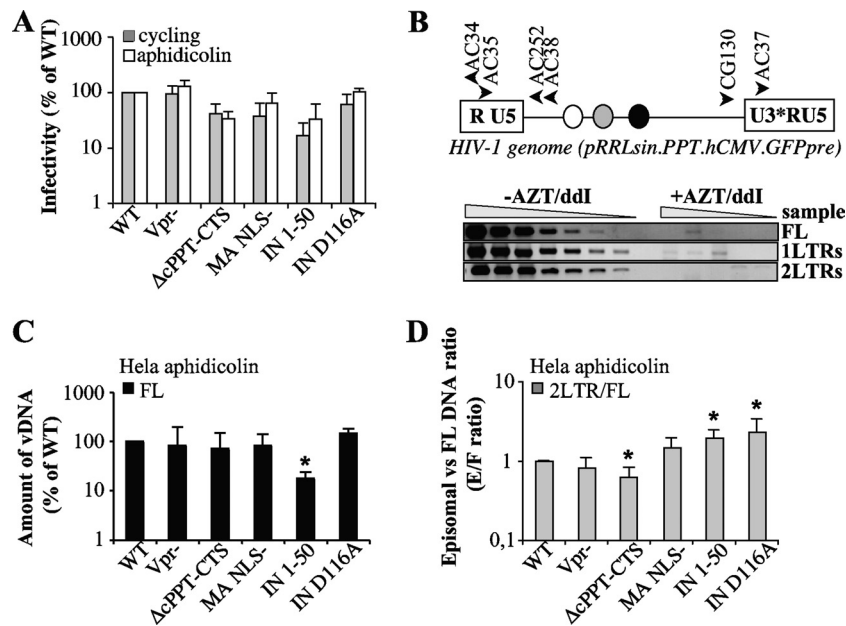 A
Infectivity (% of WT)
1000
100
10
1
cycling
aphidicolin
WT
Vpr-
ΔcPPT-CTS
MA NLS-
IN 1-50
IN D116A
B
AC34
AC35
AC252
AC38
CG130
AC37
R U5
U3*RU5
HIV-1 genome (pRRLsin.PPT.hCMV.GFPpre)
-AZT/ddI
+AZT/ddI
sample
FL
1LTRs
2LTRs
C
Hela aphidicolin
FL
Amount of vDNA
(% of WT)
1000
100
10
1
*
WT
Vpr-
ΔcPPT-CTS
MA NLS-
IN 1-50
IN D116A
D
Hela aphidicolin
2LTR/FL
Episomal vs FL DNA ratio
(E/F ratio)
10
1
0,1
*
*
*
WT
Vpr-
ΔcPPT-CTS
MA NLS-
IN 1-50
IN D116A